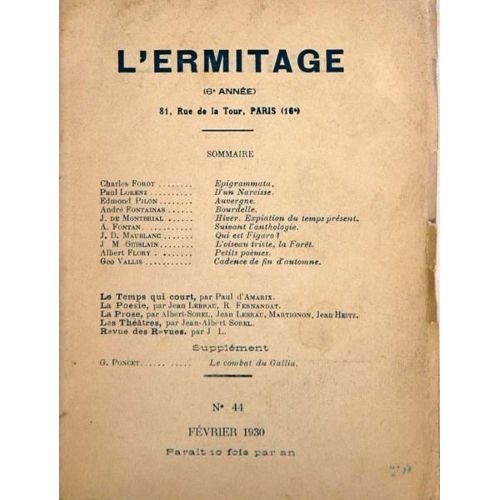 L'ERMITAGE
(6e ANNÉE)
81, Rue de la Tour, PARIS (16e)
SOMMAIRE
Charles FOROT ........ Epigrammata.
Paul LORENZ ......... D'un Narcisse.
Edmond PILON ....... Auvergne.
André FONTAINAS ...... Bourdelle.
J. DE MONTBRIAL ...... Hiver. Expiation du temps présent.
A. FONTAN. ........ Suivant l'anthologie.
J. D. MAUBLANC ...... Qui est Figaro?
J M GHISLAIN ........ L'oiseau triste, la Forêt.
Albert FLORY . ....... Petits poèmes.
Geo VALLIS .......... Cadence de fin d'automne.
Le Temps qui court, par Paul d'AMARIX.
La Poésie, par Jean LEBRAU, R. FERNANDAT.
La Prose, par Albert-SOREL, Jean LEBRAU, MARTIGNON, Jean HEITZ.
Les Théâtres, par Jean-Albert SOREL.
Revue des Revues. par J L.
Supplément
G. PONCET...... ..... Le combat du Gallia.
N° 44
FÉVRIER 1930
Parait 10 fois par an